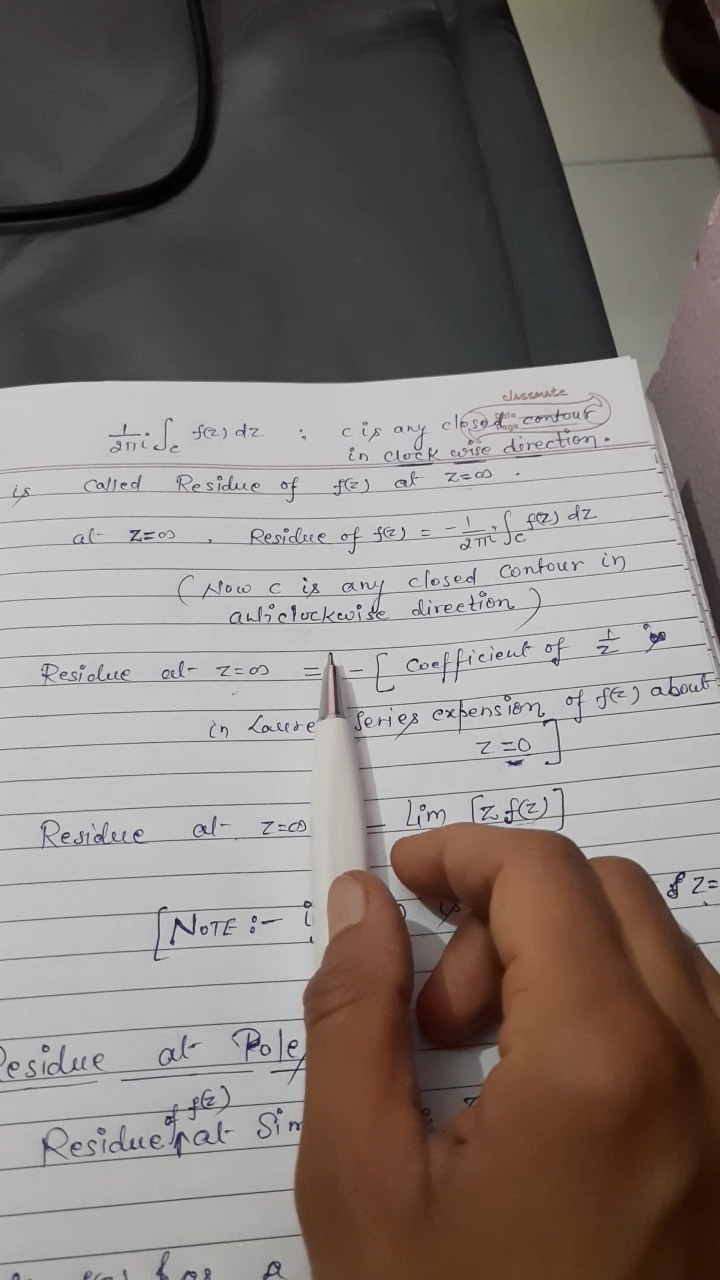 classmate
Date
Page
1/2πi ∫c f(z) dz ; c is any closed contour
in clock wise direction.
is called Residue of f(z) at z=∞ .
at z=∞ , Residue of f(z) = -1/2πi ∫c f(z) dz
(Now c is any closed contour in
anticlockwise direction)
Residue at z=∞ = -[ coefficient of 1/z
in series expension of f(z) about
z=0 ]
Residue at z=∞ = lim [z f(z)]
[NOTE :-
z=
Residue at Pole
of f(z)
Residue at